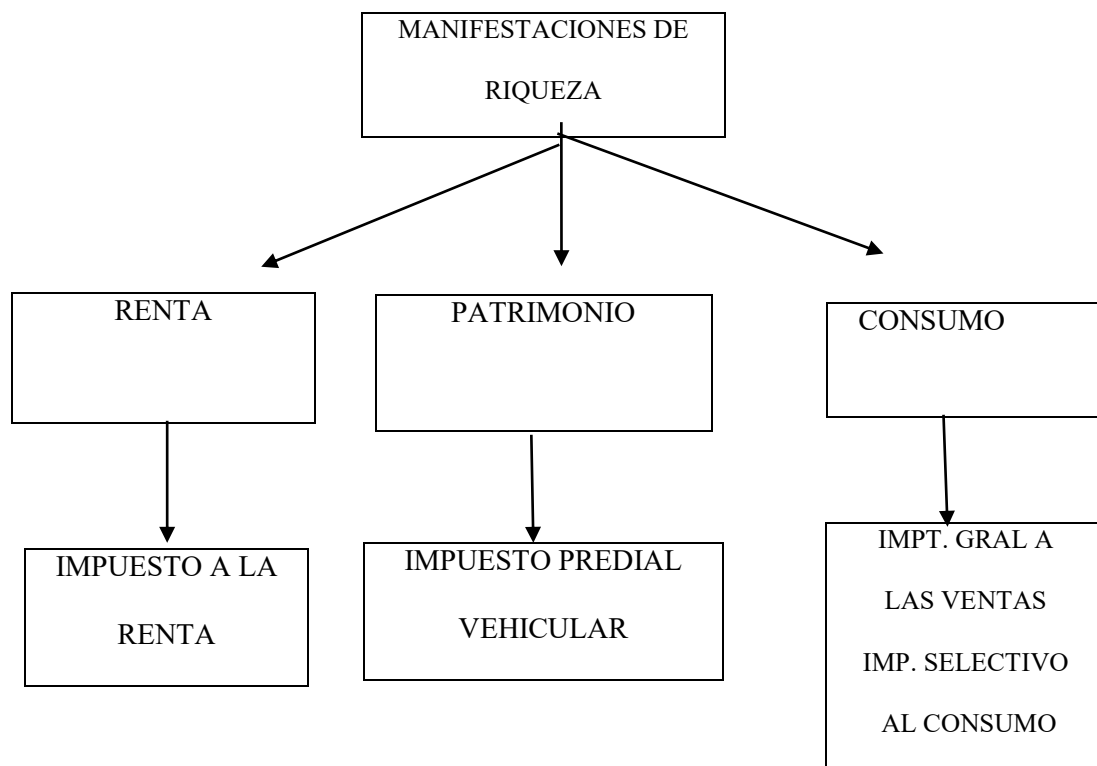 MANIFESTACIONES DE
RIQUEZA
RENTA
PATRIMONIO
CONSUMO
IMPUESTO A LA
RENTA
IMPUESTO PREDIAL
VEHICULAR
IMPT. GRAL A
LAS VENTAS
IMP. SELECTIVO
AL CONSUMO